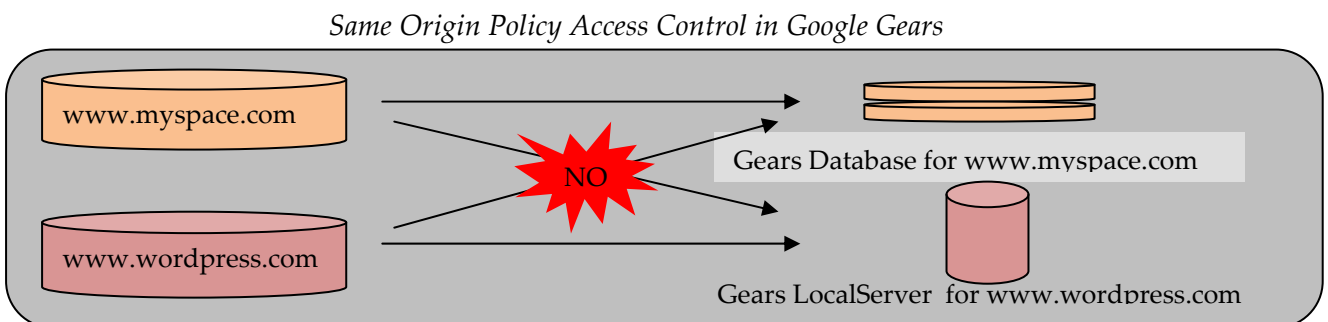 Same Origin Policy Access Control in Google Gears
www.myspace.com
NO
Gears Database for www.myspace.com
www.wordpress.com
Gears LocalServer for www.wordpress.com